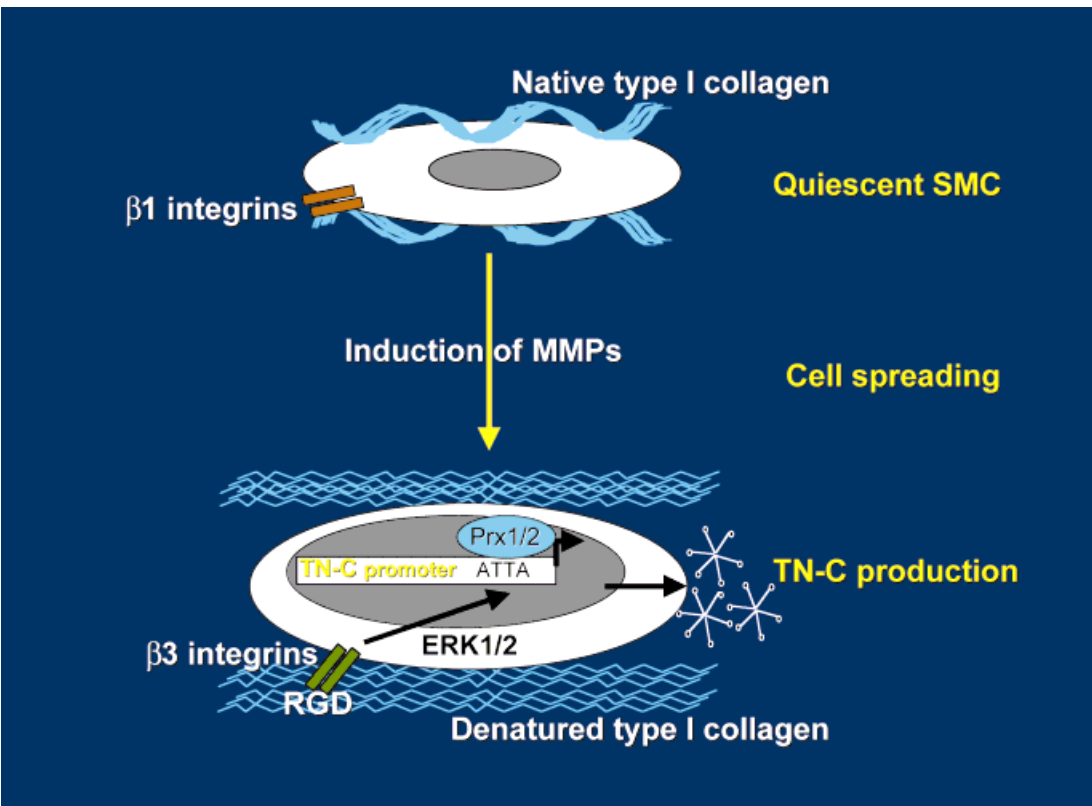 Native type I collagen
Quiescent SMC
β1 integrins
Induction of MMPs
Cell spreading
Prx1/2
TN-C promoter ATTA
TN-C production
ERK1/2
β3 integrins
RGD
Denatured type I collagen